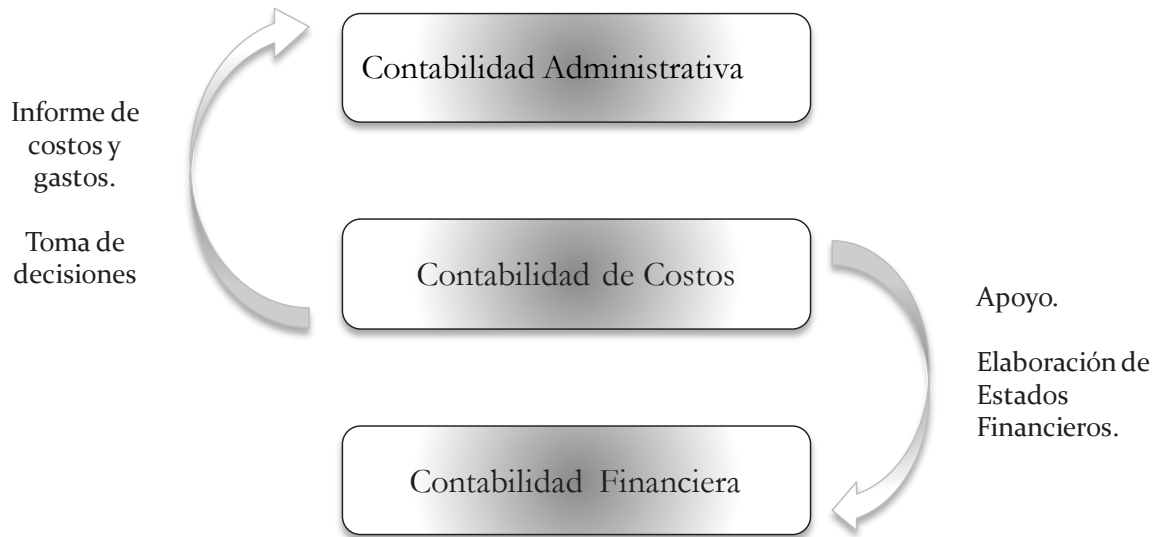 Contabilidad Administrativa
Informe de
costos y
gastos.
Toma de
decisiones
Contabilidad de Costos
Apoyo.
Elaboración de
Estados
Financieros.
Contabilidad Financiera